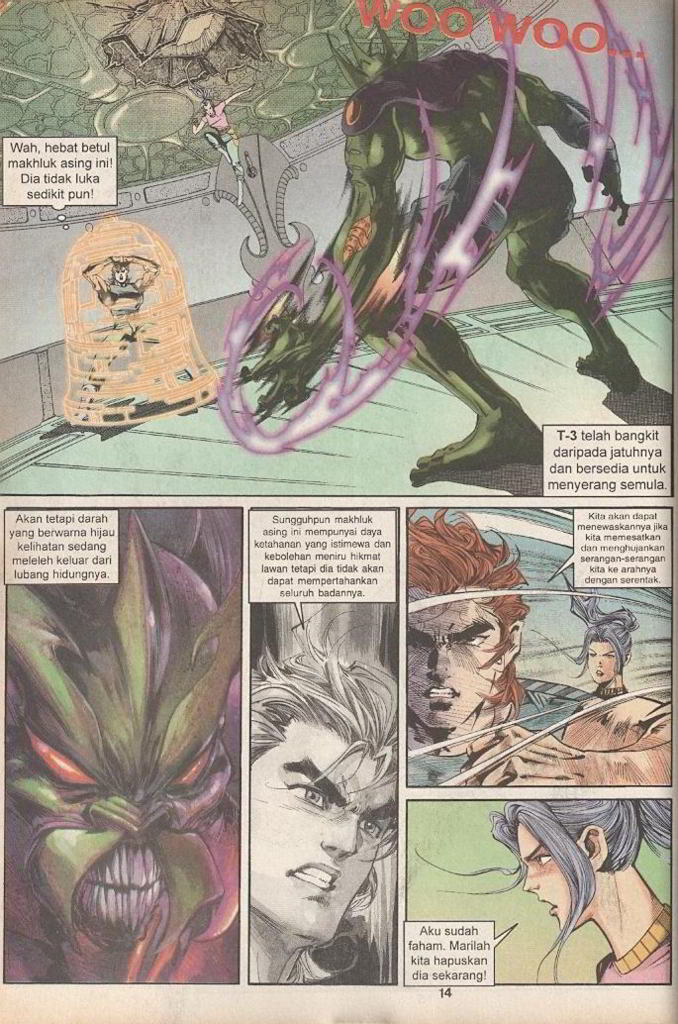 WOO WOO...
Wah, hebat betul
makhluk asing ini!
Dia tidak luka
sedikit pun!
T-3 telah bangkit
daripada jatuhnya
dan bersedia untuk
menyerang semula.
Akan tetapi darah
yang berwarna hijau
kelihatan sedang
meleleh keluar dari
lubang hidungnya.
Sungguhpun makhluk
asing ini mempunyai daya
ketahanan yang istimewa dan
kebolehan meniru hikmat
lawan tetapi dia tidak akan
dapat mempertahankan
seluruh badannya.
Kita akan dapat
menewaskannya jika
kita memesatkan
dan menghujankan
serangan-serangan
kita ke arahnya
dengan serentak.
Aku sudah
faham. Marilah
kita hapuskan
dia sekarang!
14